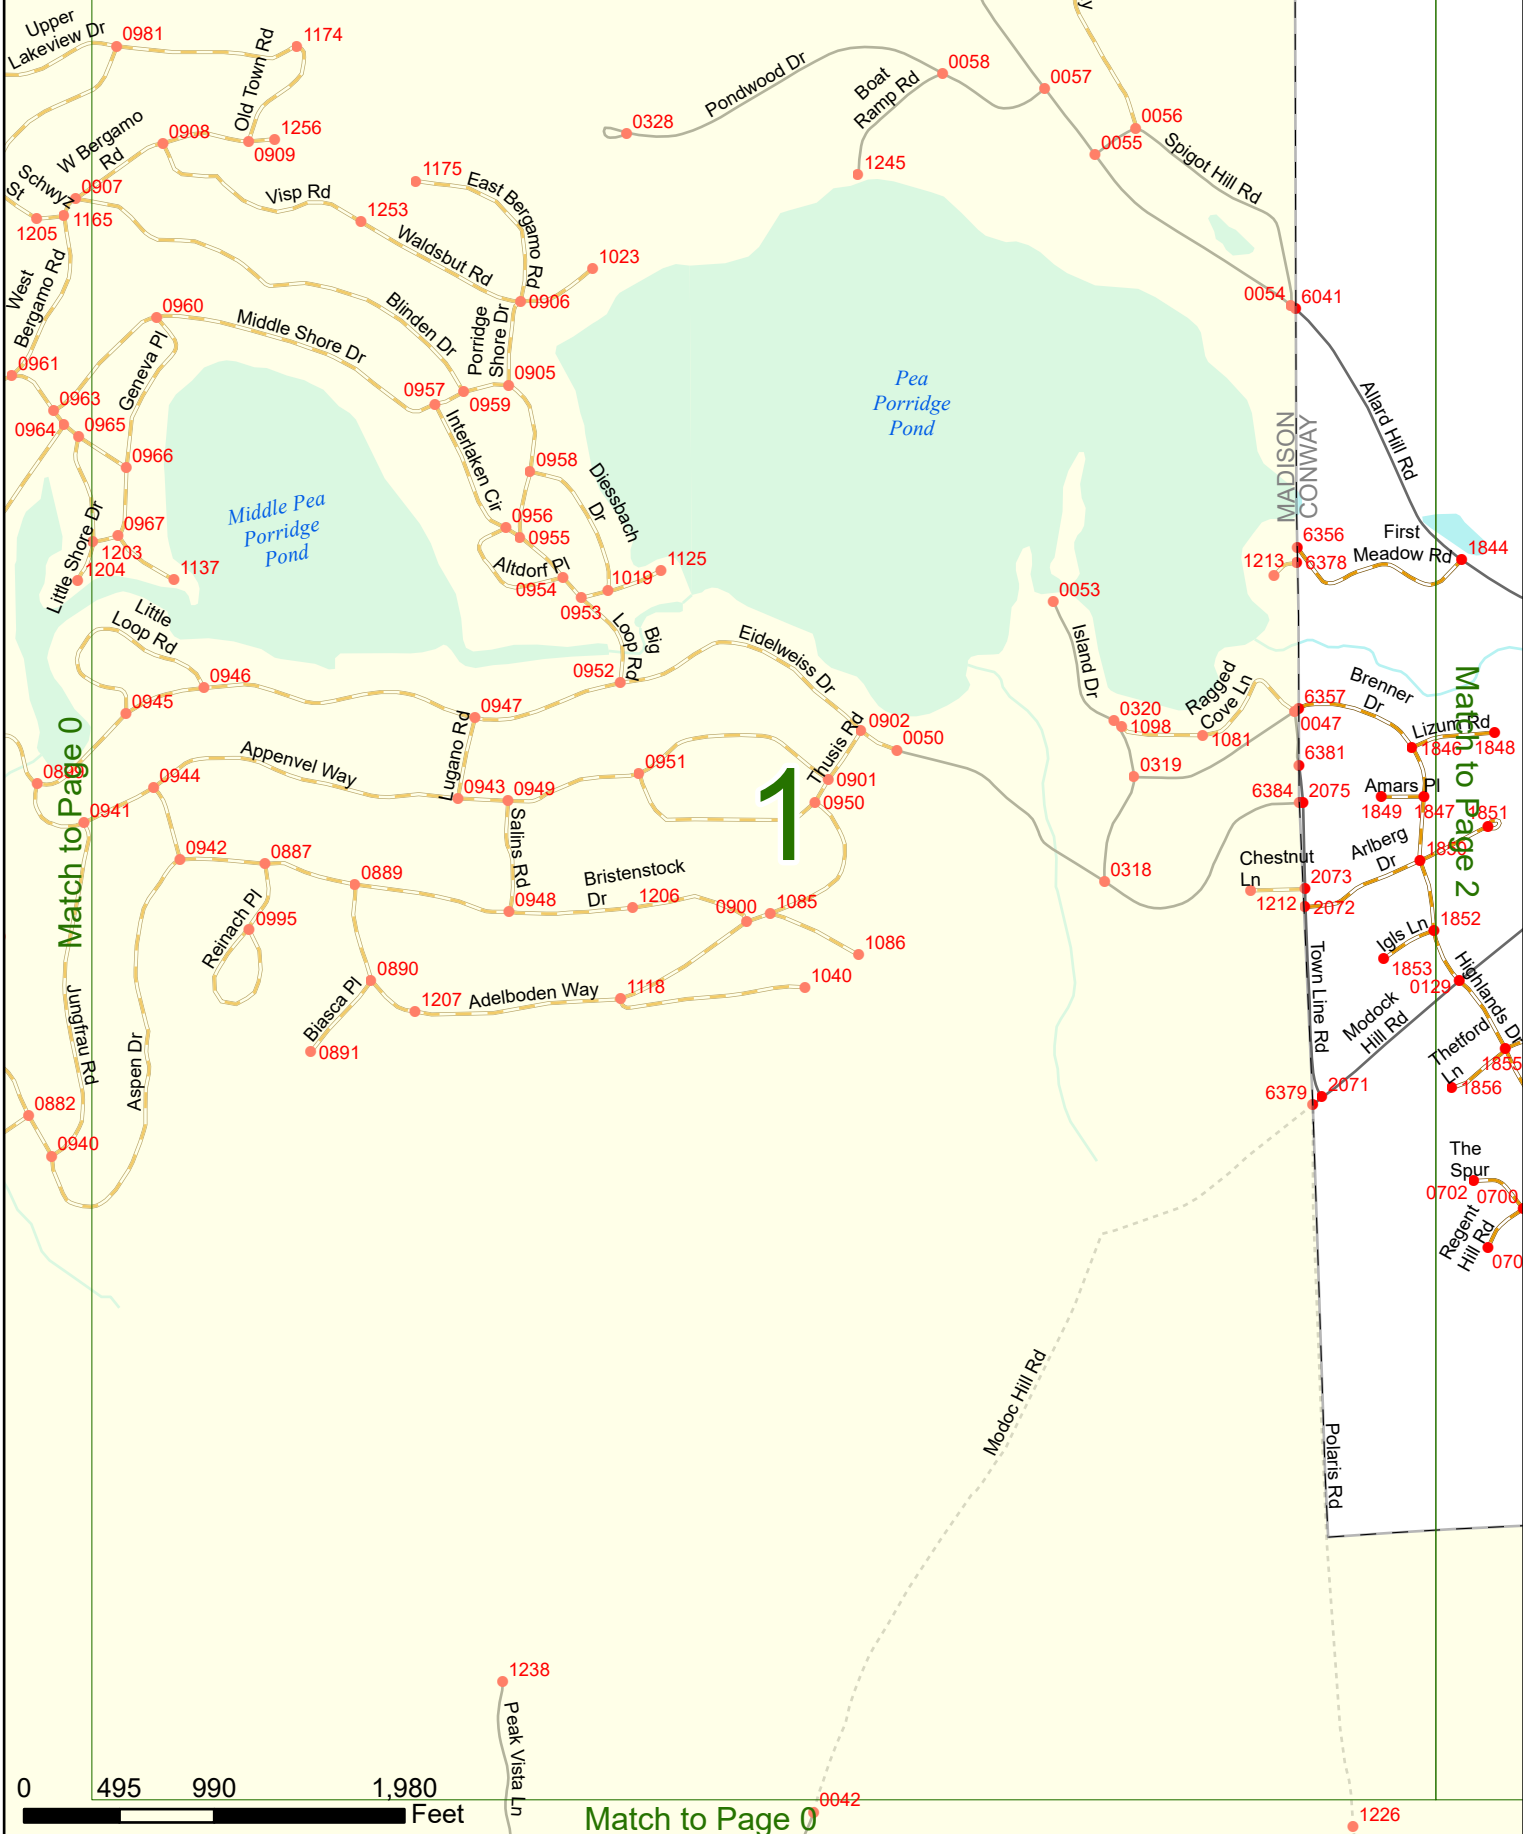 Upper
Lakeview Dr
0981
Old Town Rd
1174
0908
0909
1256
W Bergamo
Rd
Schwyz
St
0907
1205
1165
Visp Rd
1253
Waldsbut Rd
1175
East Bergamo Rd
1023
0906
0328
Pondwood Dr
Boat
Ramp Rd
0058
1245
0057
0056
0055
Spigot Hill Rd
y
0054
6041
West
Bergamo Rd
0960
Middle Shore Dr
Geneva Pl
Blinden Dr
Porridge
Shore Dr
0905
0961
0963
0964
0965
0966
0957
0959
Interlaken Cir
0958
Diessbach
Dr
Pea
Porridge
Pond
Allard Hill Rd
MADISON
CONWAY
Middle Pea
Porridge
Pond
Little Shore Dr
0967
1203
1204
1137
0956
0955
Altdorf Pl
0954
0953
1019
1125
Big
Loop Rd
0952
6356
1213
6378
First
Meadow Rd
1844
0053
Island Dr
Little
Loop Rd
0946
0945
0947
Eidelweiss Dr
0902
0050
Thusis Rd
0901
0950
0951
0320
1098
Ragged
Cove Ln
1081
0319
0318
6357
0047
6381
6384
2075
Brenner
Dr
Lizum Rd
1846
1848
Amars Pl
1849
1847
1851
Arlberg
Dr
1850
Match to Page 2
Match to Page 0
0899
0941
0944
Appenvel Way
Lugano Rd
0943
0949
Salins Rd
0942
0887
0889
0948
Bristenstock
Dr
1206
0900
1085
1086
1
Chestnut
Ln
2073
1212
2072
1852
Igls Ln
1853
0129
Highlands Dr
Reinach Pl
0995
0890
Biasca Pl
0891
1207
Adelboden Way
1118
1040
Town Line Rd
Modock
Hill Rd
Thetford
Ln
1855
1856
Jungfrau Rd
Aspen Dr
0882
0940
6379
2071
The
Spur
0702
0700
Regent
Hill Rd
070
Modoc Hill Rd
Polaris Rd
1238
Peak Vista Ln
0 495 990 1,980
Feet
Match to Page 0
0042
1226